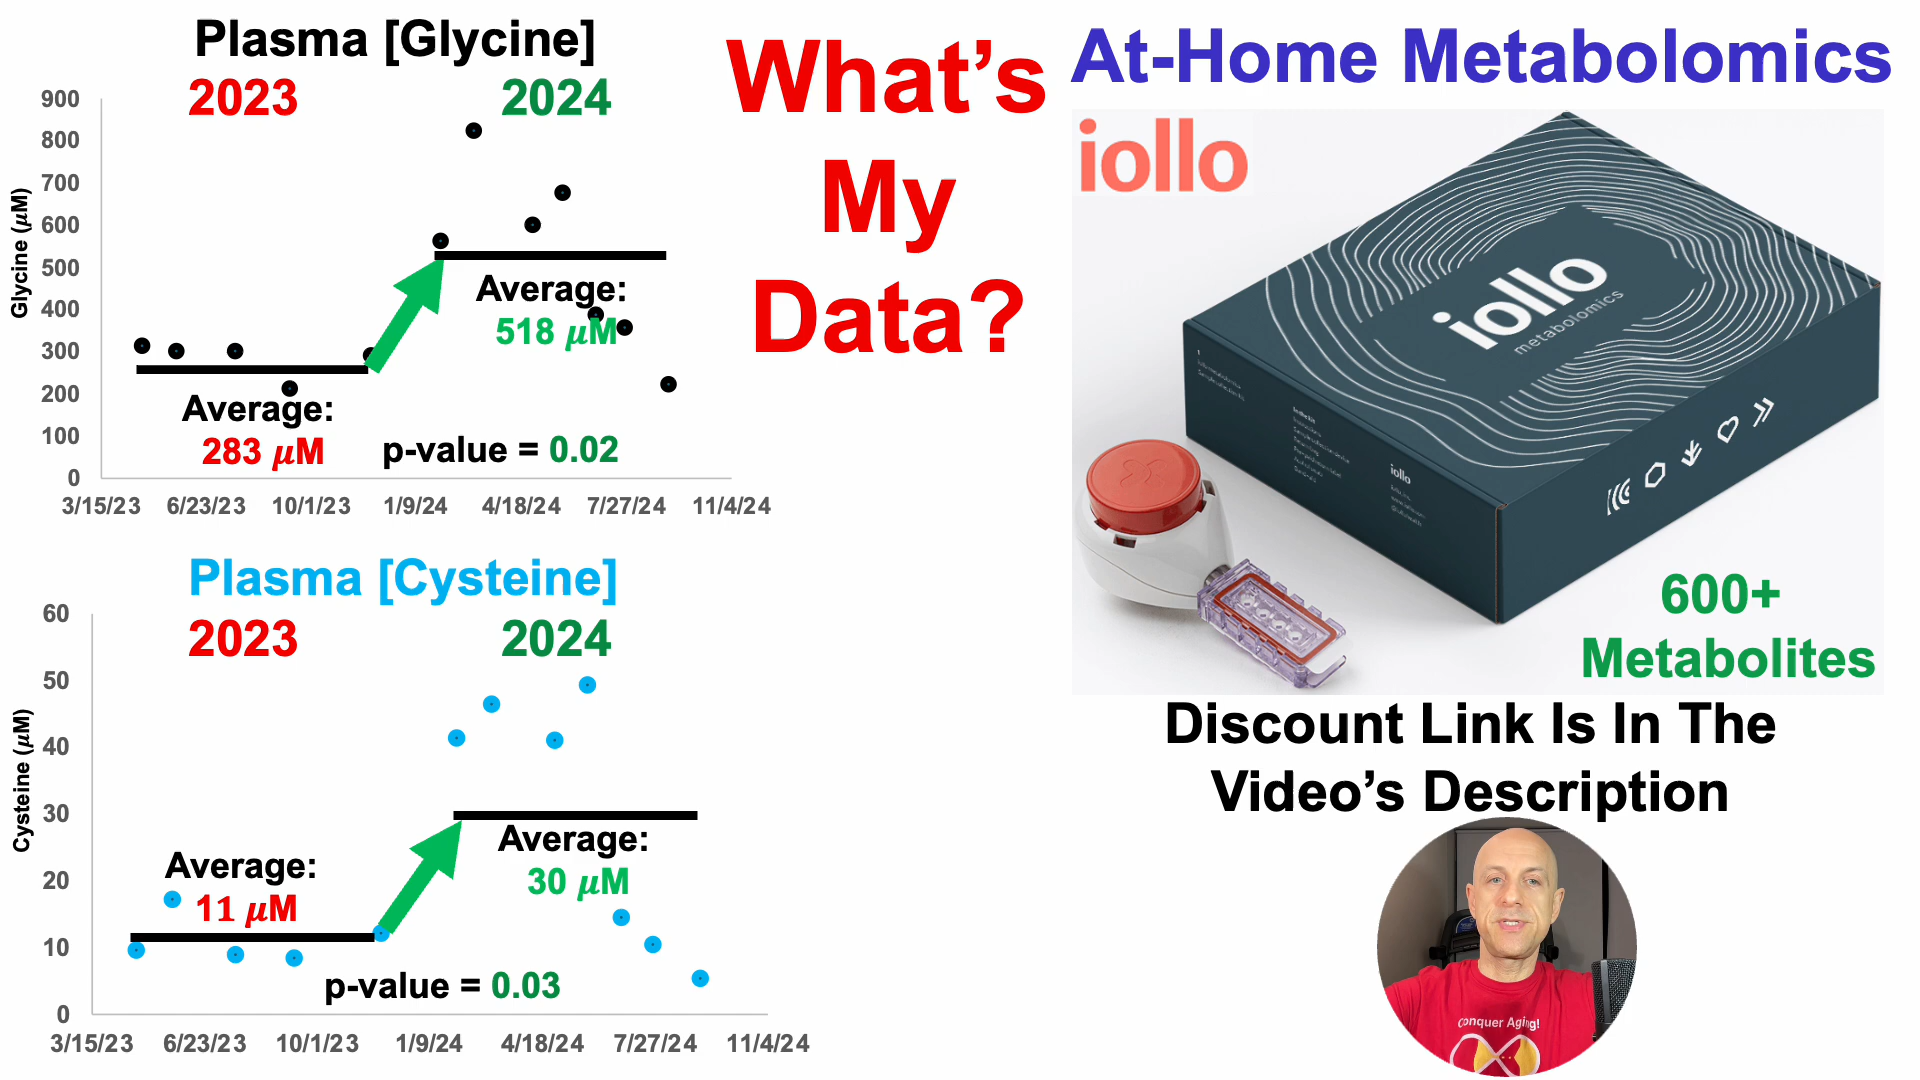 Plasma [Glycine]
2023
2024
900
800
700
600
500
400
300
200
100
0
Glycine (μM)
Average:
283 μM
Average:
518 μM
p-value = 0.02
3/15/23 6/23/23 10/1/23 1/9/24 4/18/24 7/27/24 11/4/24
Plasma [Cysteine]
2023
2024
60
50
40
30
20
10
0
Cysteine (μM)
Average:
11 μM
Average:
30 μM
p-value = 0.03
3/15/23 6/23/23 10/1/23 1/9/24 4/18/24 7/27/24 11/4/24
What’s
My
Data?
At-Home Metabolomics
iollo
iollo
metabolomics
iollo
600+
Metabolites
Discount Link Is In The
Video’s Description
Conquer Aging!